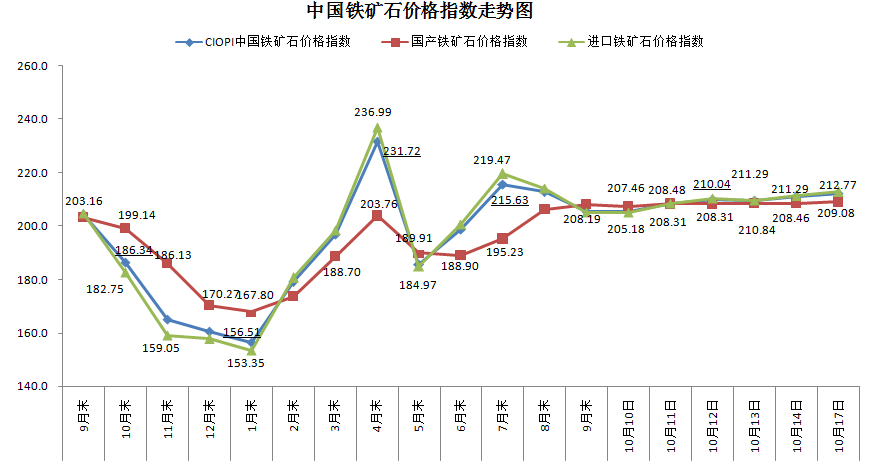 中国铁矿石价格指数走势图
CIOPI中国铁矿石价格指数 国产铁矿石价格指数 进口铁矿石价格指数
260.0
240.0
220.0
200.0
180.0
160.0
140.0
236.99
231.72
219.47
215.63
203.16
199.14
203.76
207.46
208.48
210.04
211.29
211.29
212.77
186.34
186.13
182.75
188.70
189.91
188.90
195.23
208.19
205.18
208.31
208.31
210.84
208.46
209.08
184.97
170.27
167.80
159.05
156.51
153.35
9月末
10月末
11月末
12月末
1月末
2月末
3月末
4月末
5月末
6月末
7月末
8月末
9月末
10月10日
10月11日
10月12日
10月13日
10月14日
10月17日